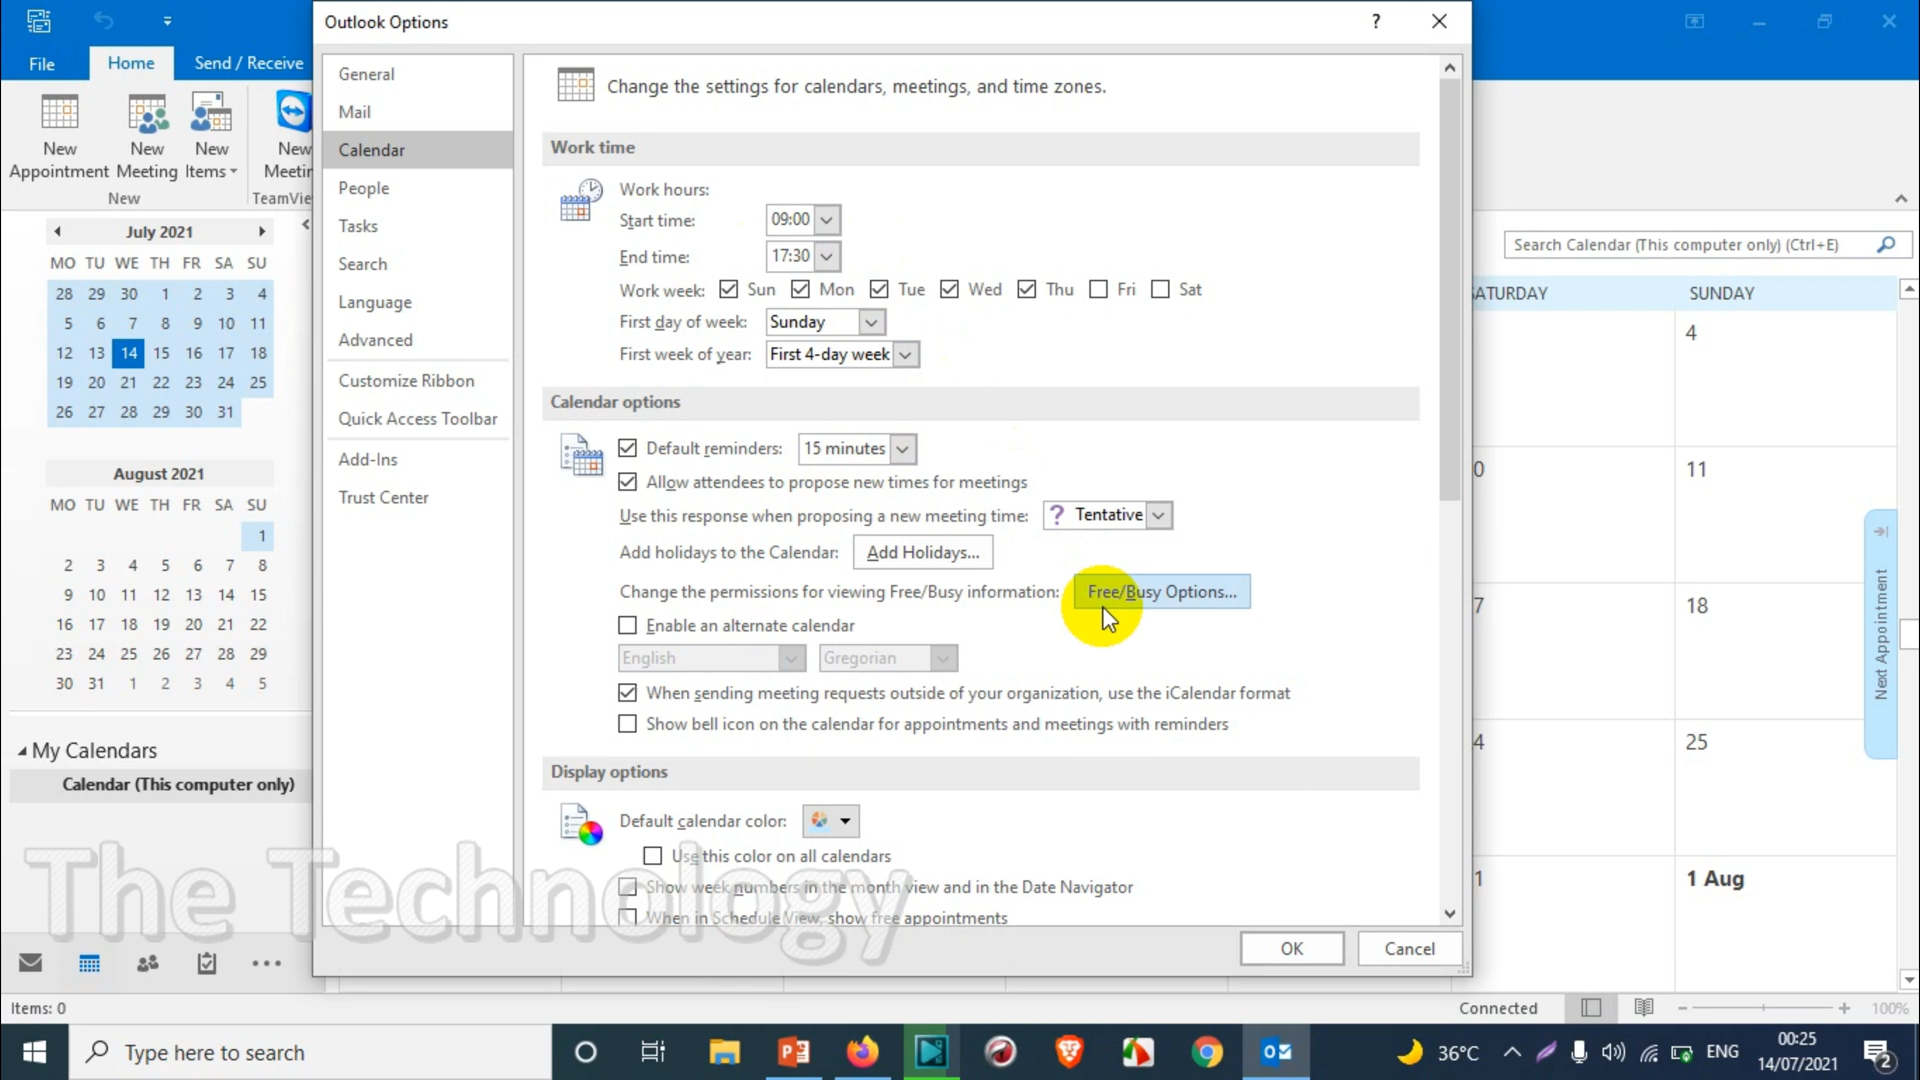 Outlook Options
?
File
Home
Send / Receive
New Appointment
New Meeting
New Items
New
TeamVie
New
July 2021
MO TU WE TH FR SA SU
28 29 30 1 2 3 4
5 6 7 8 9 10 11
12 13 14 15 16 17 18
19 20 21 22 23 24 25
26 27 28 29 30 31
August 2021
MO TU WE TH FR SA SU
1
2 3 4 5 6 7 8
9 10 11 12 13 14 15
16 17 18 19 20 21 22
23 24 25 26 27 28 29
30 31 1 2 3 4 5
My Calendars
Calendar (This computer only)
Items: 0
General
Mail
Calendar
People
Tasks
Search
Language
Advanced
Customize Ribbon
Quick Access Toolbar
Add-Ins
Trust Center
Change the settings for calendars, meetings, and time zones.
Work time
Work hours:
Start time: 09:00
End time: 17:30
Work week: Sun Mon Tue Wed Thu Fri Sat
First day of week: Sunday
First week of year: First 4-day week
Calendar options
Default reminders: 15 minutes
Allow attendees to propose new times for meetings
Use this response when proposing a new meeting time: ? Tentative
Add holidays to the Calendar: Add Holidays...
Change the permissions for viewing Free/Busy information: Free/Busy Options...
Enable an alternate calendar
English Gregorian
When sending meeting requests outside of your organization, use the iCalendar format
Show bell icon on the calendar for appointments and meetings with reminders
Display options
Default calendar color:
Use this color on all calendars
Show week numbers in the month view and in the Date Navigator
When in Schedule View, show free appointments
OK Cancel
The Technology
Search Calendar (This computer only) (Ctrl+E)
SATURDAY SUNDAY
4
11
18
25
1 Aug
Next Appointment
Connected
100%
Type here to search
36°C
ENG
00:25
14/07/2021
2